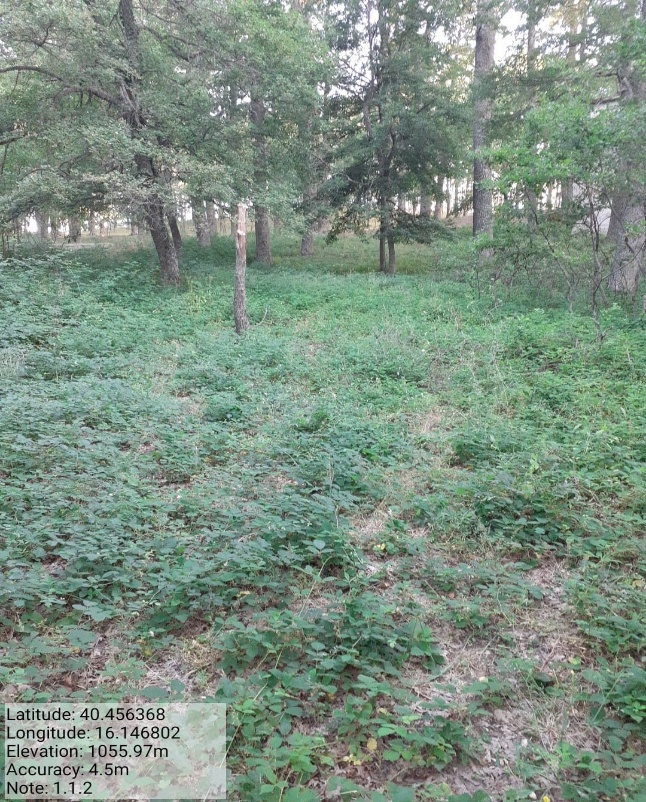 Latitude: 40.456368
Longitude: 16.146802
Elevation: 1055.97m
Accuracy: 4.5m
Note: 1.1.2